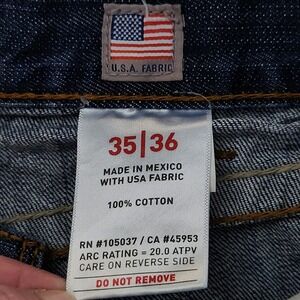 U.S.A. FABRIC
35|36
MADE IN MEXICO
WITH USA FABRIC
100% COTTON
RN #105037 / CA #45953
ARC RATING = 20.0 ATPV
CARE ON REVERSE SIDE
DO NOT REMOVE